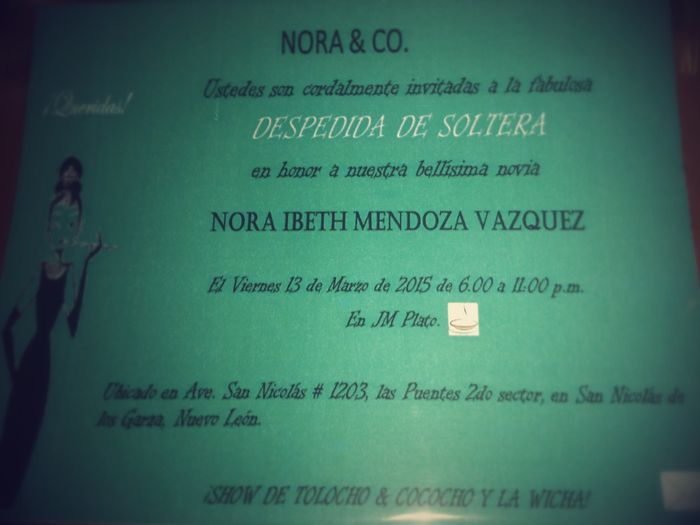 NORA & CO.
¡Queridas!
Ustedes son cordalmente invitadas a la fabulosa
DESPEDIDA DE SOLTERA
en honor a nuestra bellísima novia
NORA IBETH MENDOZA VAZQUEZ
El Viernes 13 de Marzo de 2015 de 6.00 a 11:00 p.m.
En JM Plato.
Ubicado en Ave. San Nicolás # 1203, las Puentes 2do sector, en San Nicolás de
los Garza, Nuevo León.
¡SHOW DE TOLOCHO & COCOCHO Y LA WICHA!